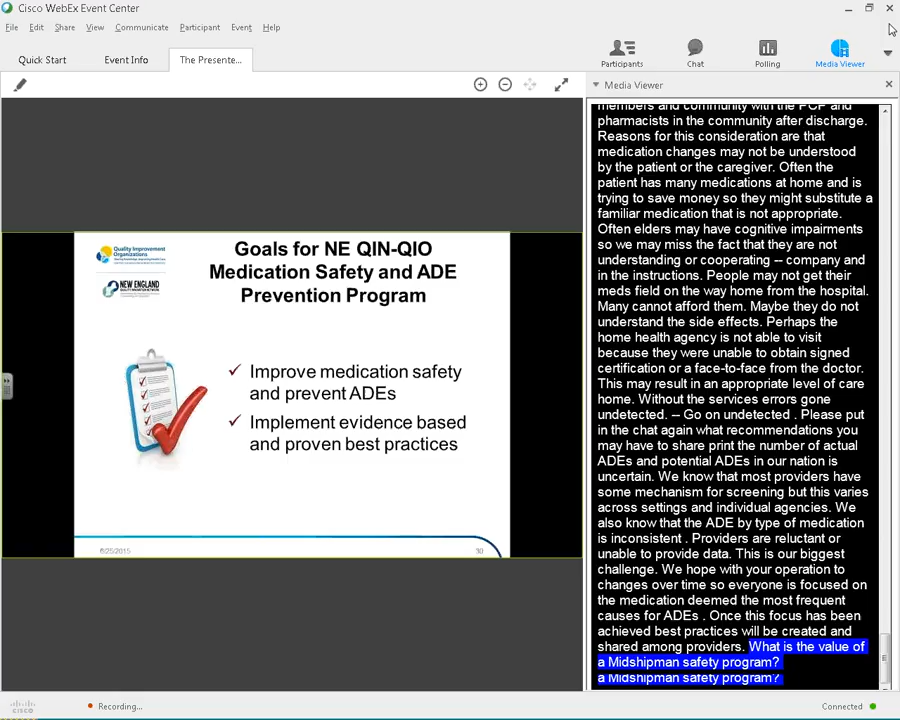 Cisco WebEx Event Center
File Edit Share View Communicate Participant Event Help
Quick Start Event Info The Presente...
Participants Chat Polling Media Viewer
Media Viewer
Quality Improvement
Organizations
NEW ENGLAND
Goals for NE QIN-QIO
Medication Safety and ADE
Prevention Program
Improve medication safety
and prevent ADEs
Implement evidence based
and proven best practices
6/25/2015
30
members and community with the PCP and
pharmacists in the community after discharge.
Reasons for this consideration are that
medication changes may not be understood
by the patient or the caregiver. Often the
patient has many medications at home and is
trying to save money so they might substitute a
familiar medication that is not appropriate.
Often elders may have cognitive impairments
so we may miss the fact that they are not
understanding or cooperating -- company and
in the instructions. People may not get their
meds field on the way home from the hospital.
Many cannot afford them. Maybe they do not
understand the side effects. Perhaps the
home health agency is not able to visit
because they were unable to obtain signed
certification or a face-to-face from the doctor.
This may result in an appropriate level of care
home. Without the services errors gone
undetected. -- Go on undetected . Please put
in the chat again what recommendations you
may have to share print the number of actual
ADEs and potential ADEs in our nation is
uncertain. We know that most providers have
some mechanism for screening but this varies
across settings and individual agencies. We
also know that the ADE by type of medication
is inconsistent . Providers are reluctant or
unable to provide data. This is our biggest
challenge. We hope with your operation to
changes over time so everyone is focused on
the medication deemed the most frequent
causes for ADEs . Once this focus has been
achieved best practices will be created and
shared among providers. What is the value of
a Midshipman safety program?
a Midshipman safety program?
cisco
Recording...
Connected